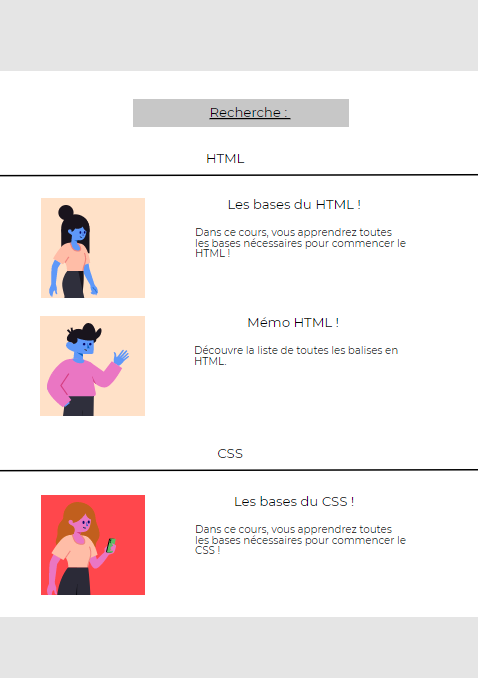 Recherche :
HTML
Les bases du HTML !
Dans ce cours, vous apprendrez toutes
les bases nécessaires pour commencer le
HTML !
Mémo HTML !
Découvre la liste de toutes les balises en
HTML.
CSS
Les bases du CSS !
Dans ce cours, vous apprendrez toutes
les bases nécessaires pour commencer le
CSS !